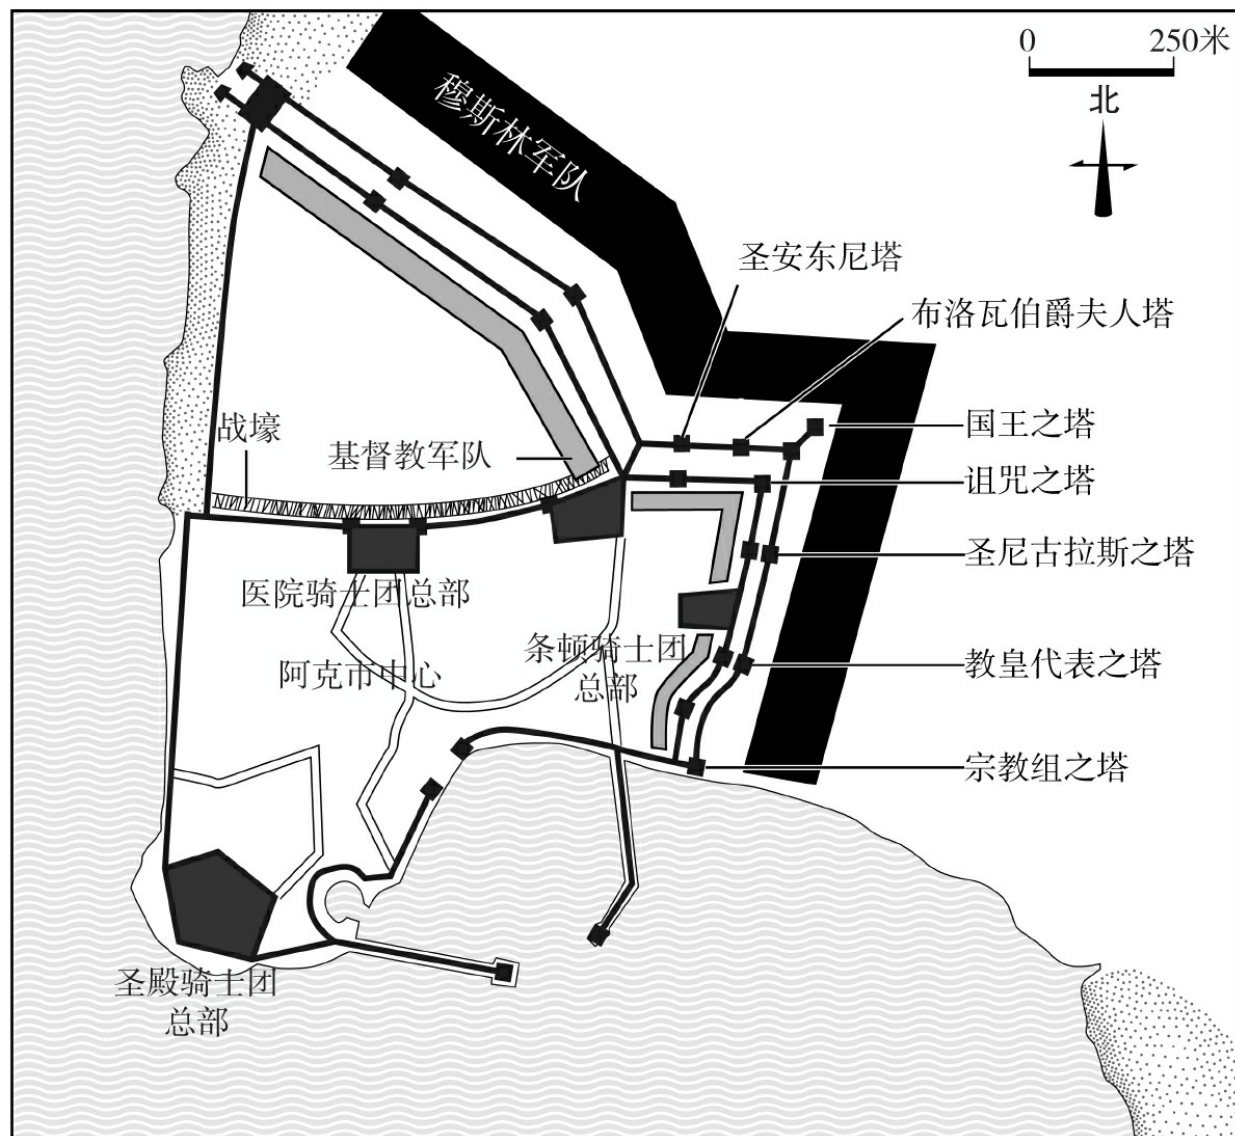 0 250米
北
穆斯林军队
圣安东尼塔
布洛瓦伯爵夫人塔
国王之塔
战壕
基督教军队
诅咒之塔
圣尼古拉斯之塔
医院骑士团总部
条顿骑士团
总部
阿克市中心
教皇代表之塔
宗教组之塔
圣殿骑士团
总部